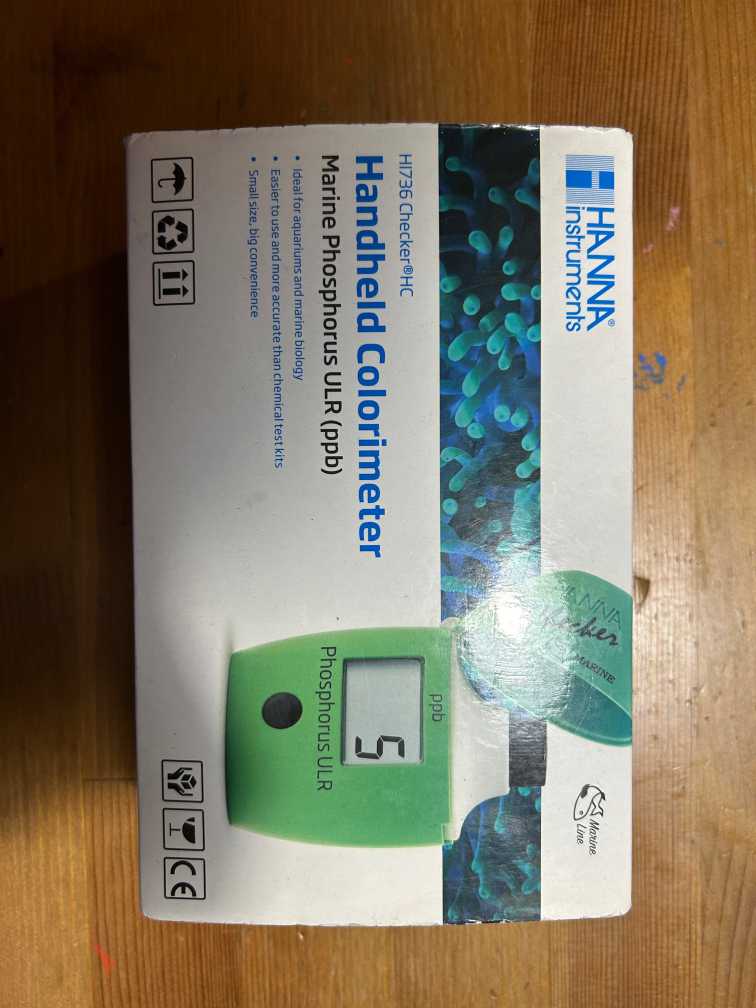 HANNA®
instruments
HI736 Checker®HC
Handheld Colorimeter
Marine Phosphorus ULR (ppb)
• Ideal for aquariums and marine biology
• Easier to use and more accurate than chemical test kits
• Small size, big convenience
HANNA
Checker
MARINE
Marine
Line
ppb
5
Phosphorus ULR
CE